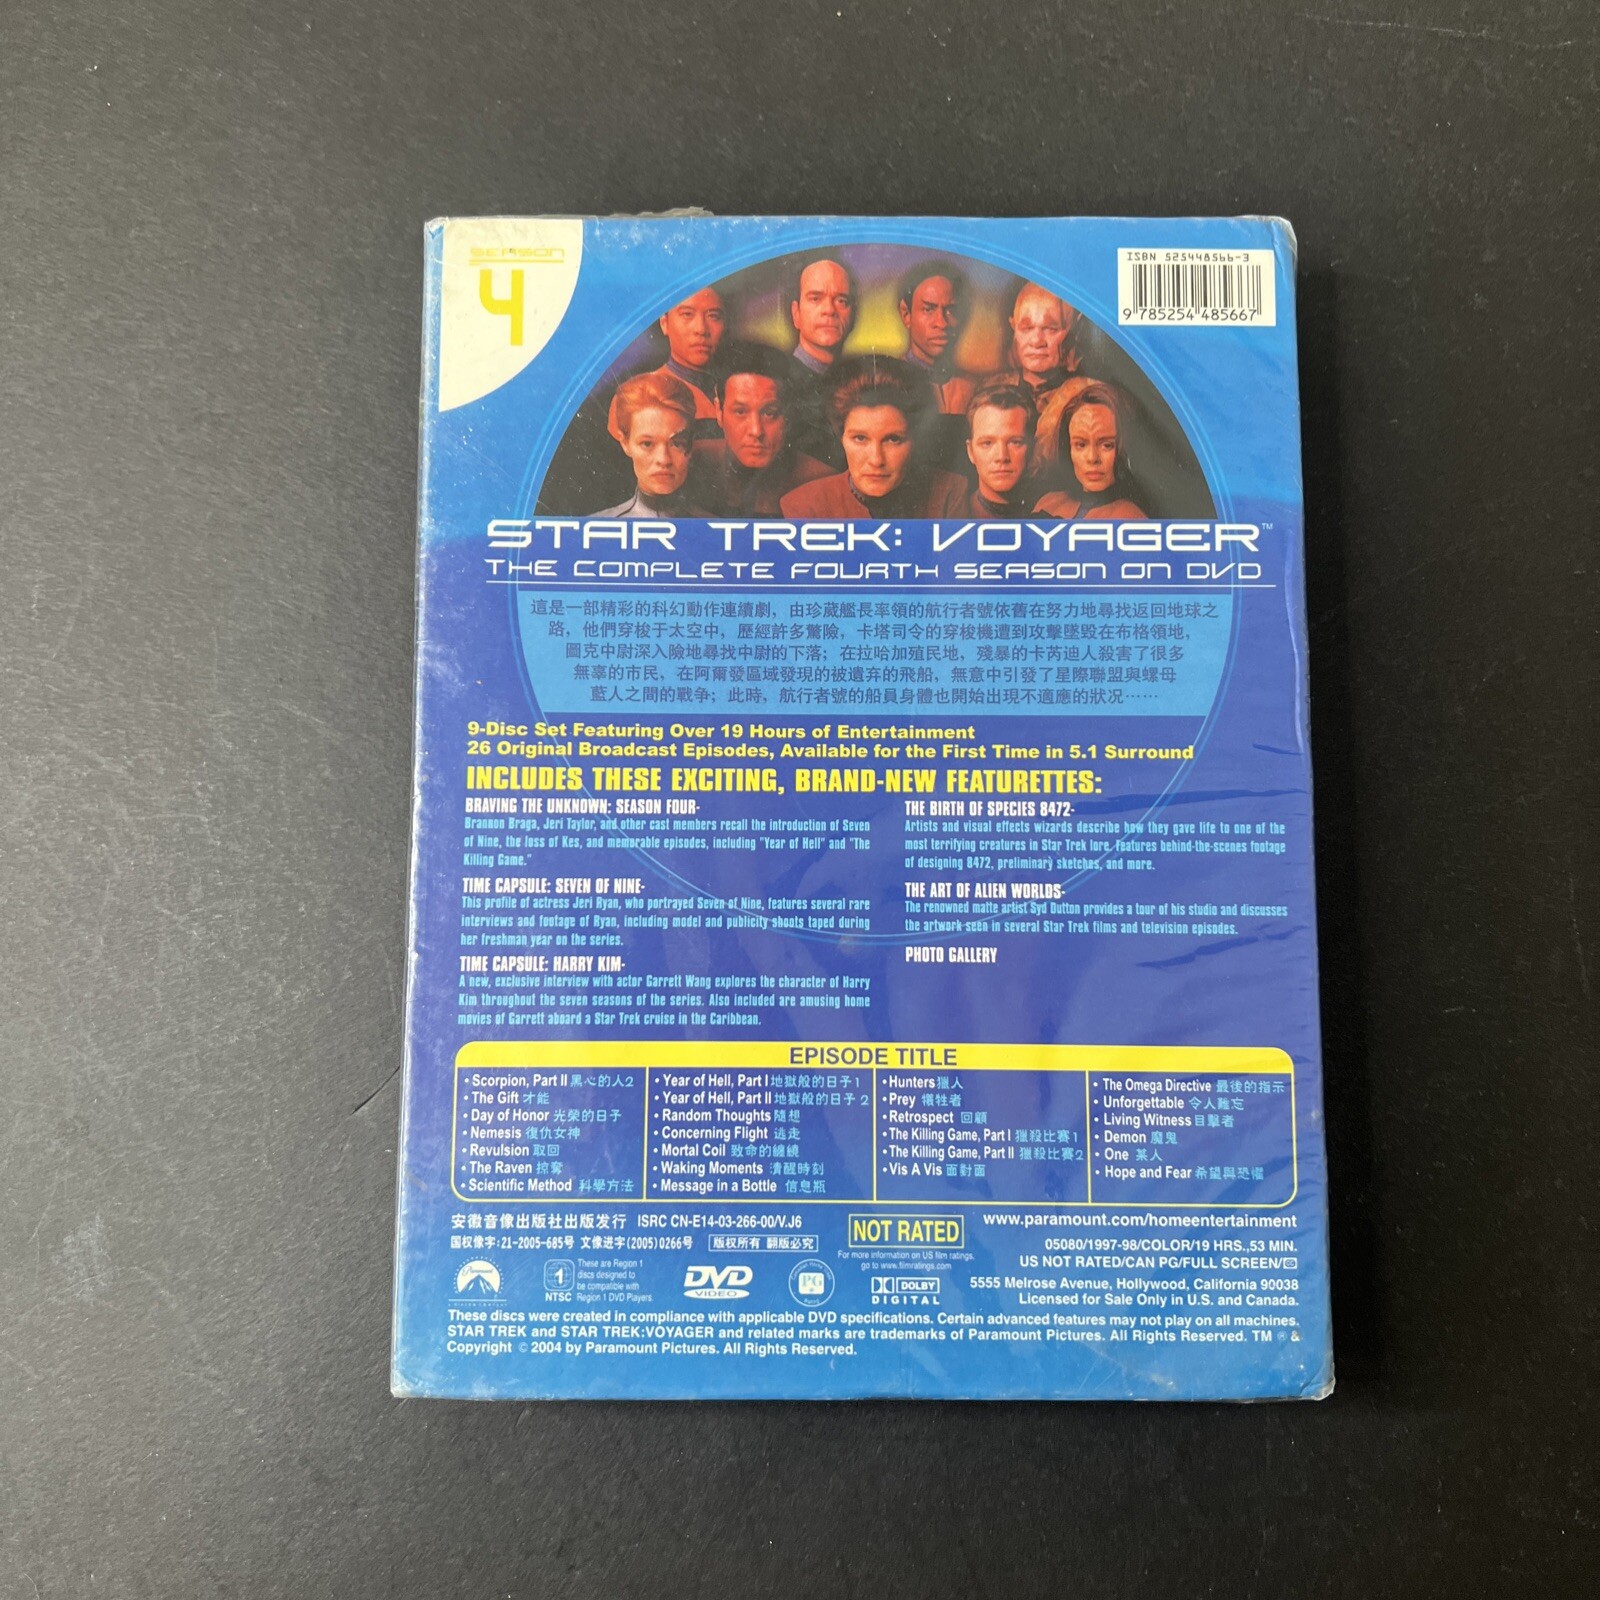 SEASON
4
ISBN 525448566-3
9 785254 485667
STAR TREK: VOYAGER™
THE COMPLETE FOURTH SEASON ON DVD
這是一部精彩的科幻動作連續劇，由珍葳艦長率領的航行者號依舊在努力地尋找返回地球之
路，他們穿梭于太空中，歷經許多驚險，卡塔司令的穿梭機遭到攻擊墜毀在布格領地，
圖克中尉深入險地尋找中尉的下落；在拉哈加殖民地，殘暴的卡芮迪人殺害了很多
無辜的市民，在阿爾發區域發現的被遺弃的飛船，無意中引發了星際聯盟與螺母
藍人之間的戰爭；此時，航行者號的船員身體也開始出現不適應的狀況……
9-Disc Set Featuring Over 19 Hours of Entertainment
26 Original Broadcast Episodes, Available for the First Time in 5.1 Surround
INCLUDES THESE EXCITING, BRAND-NEW FEATURETTES:
BRAVING THE UNKNOWN: SEASON FOUR-
Brannon Braga, Jeri Taylor, and other cast members recall the introduction of Seven
of Nine, the loss of Kes, and memorable episodes, including "Year of Hell" and "The
Killing Game."
TIME CAPSULE: SEVEN OF NINE-
This profile of actress Jeri Ryan, who portrayed Seven of Nine, features several rare
interviews and footage of Ryan, including model and publicity shoots taped during
her freshman year on the series.
TIME CAPSULE: HARRY KIM-
A new, exclusive interview with actor Garrett Wang explores the character of Harry
Kim throughout the seven seasons of the series. Also included are amusing home
movies of Garrett aboard a Star Trek cruise in the Caribbean.
THE BIRTH OF SPECIES 8472-
Artists and visual effects wizards describe how they gave life to one of the
most terrifying creatures in Star Trek lore. Features behind-the-scenes footage
of designing 8472, preliminary sketches, and more.
THE ART OF ALIEN WORLDS-
The renowned matte artist Syd Dutton provides a tour of his studio and discusses
the artwork seen in several Star Trek films and television episodes.
PHOTO GALLERY
EPISODE TITLE
• Scorpion, Part II 黑心的人2
• The Gift 才能
• Day of Honor 光榮的日子
• Nemesis 復仇女神
• Revulsion 取回
• The Raven 掠奪
• Scientific Method 科學方法
• Year of Hell, Part I 地獄般的日子1
• Year of Hell, Part II 地獄般的日子2
• Random Thoughts 隨想
• Concerning Flight 逃走
• Mortal Coil 致命的纏繞
• Waking Moments 清醒時刻
• Message in a Bottle 信息瓶
• Hunters 獵人
• Prey 犧牲者
• Retrospect 回顧
• The Killing Game, Part I 獵殺比賽1
• The Killing Game, Part II 獵殺比賽2
• Vis A Vis 面對面
• The Omega Directive 最後的指示
• Unforgettable 令人難忘
• Living Witness 目擊者
• Demon 魔鬼
• One 某人
• Hope and Fear 希望與恐懼
安徽音像出版社出版发行 ISRC CN-E14-03-266-00/V.J6
国权像字:21-2005-685号 文像进字(2005)0266号 版权所有 翻版必究
NOT RATED
For more information on US film ratings,
go to www.filmratings.com
www.paramount.com/homeentertainment
05080/1997-98/COLOR/19 HRS.,53 MIN.
US NOT RATED/CAN PG/FULL SCREEN/CC
5555 Melrose Avenue, Hollywood, California 90038
Licensed for Sale Only in U.S. and Canada.
Paramount
1
NTSC
These are Region 1
discs designed to
be compatible with
Region 1 DVD Players.
DVD
VIDEO
PG
DOLBY
DIGITAL
These discs were created in compliance with applicable DVD specifications. Certain advanced features may not play on all machines.
STAR TREK and STAR TREK:VOYAGER and related marks are trademarks of Paramount Pictures. All Rights Reserved. TM ® &
Copyright © 2004 by Paramount Pictures. All Rights Reserved.